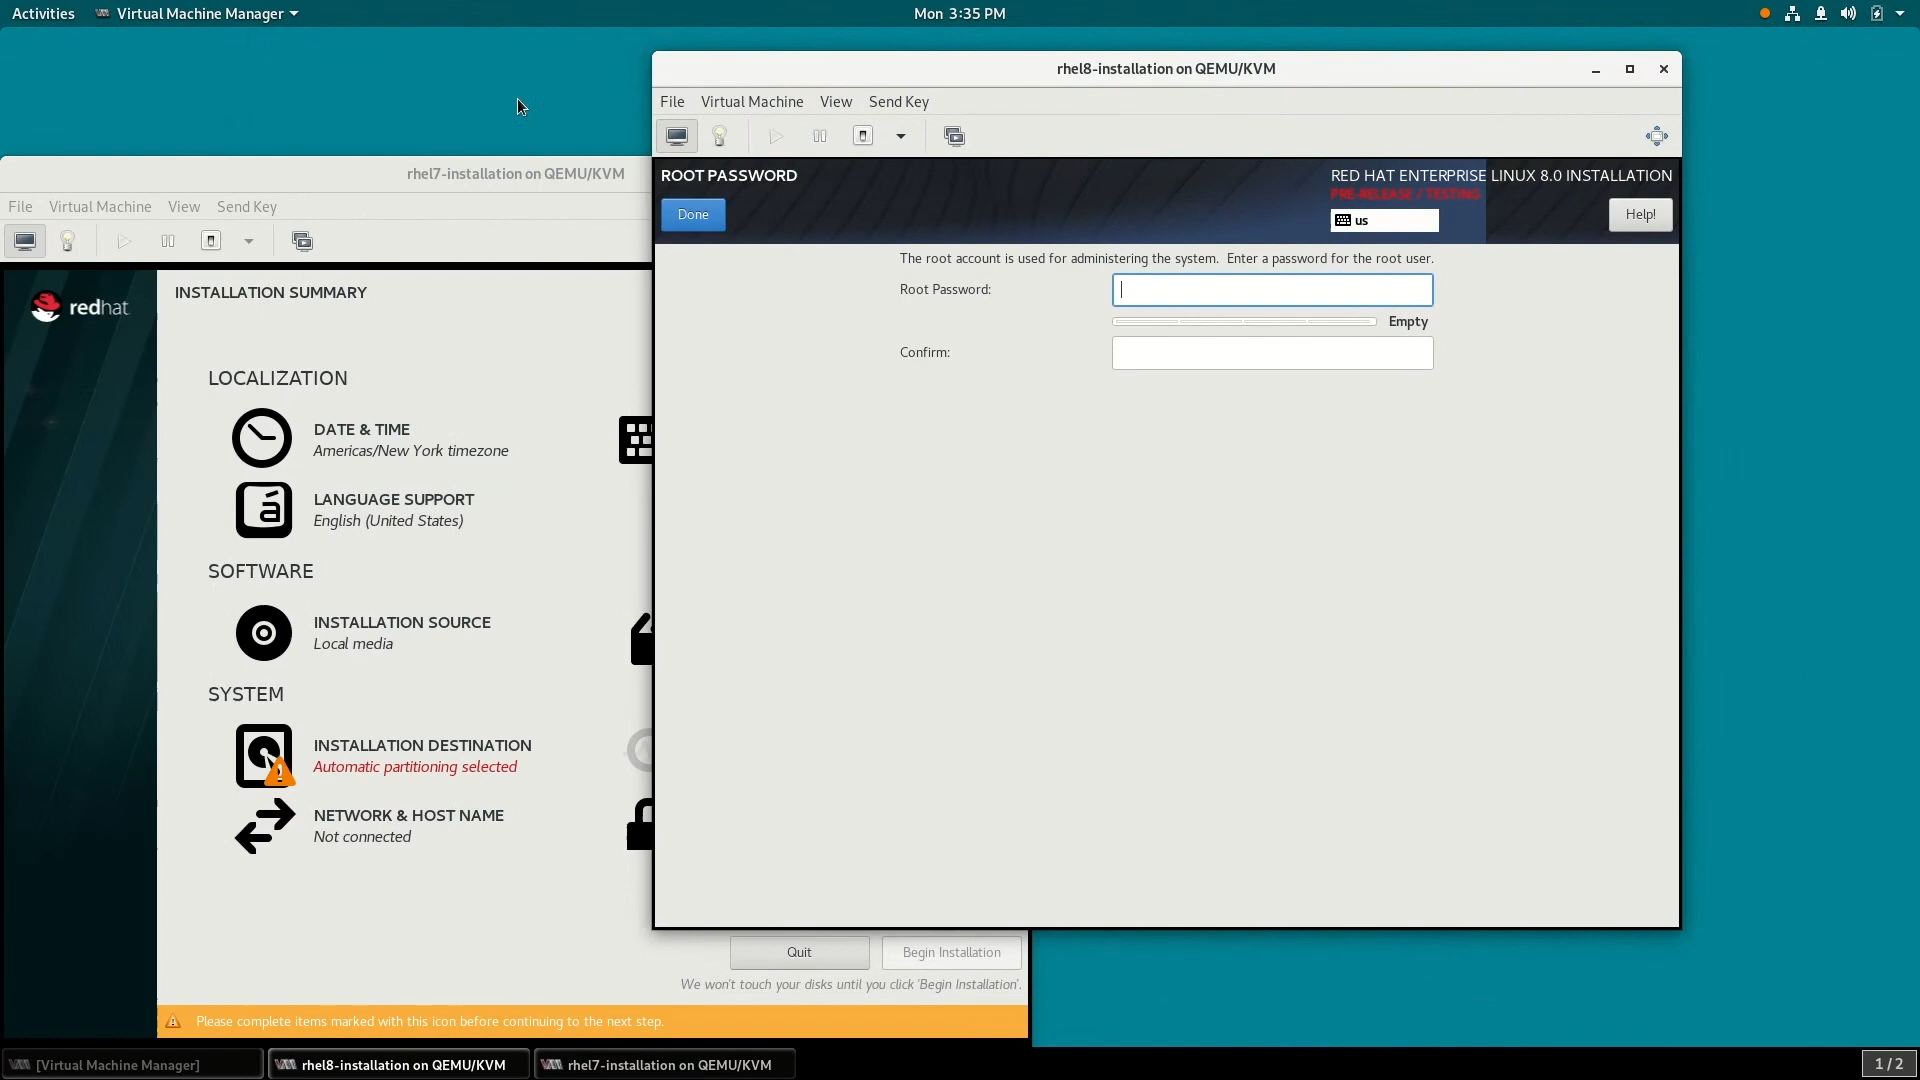 Activities
Virtual Machine Manager
Mon 3:35 PM
rhel8-installation on QEMU/KVM
File Virtual Machine View Send Key
ROOT PASSWORD
RED HAT ENTERPRISE LINUX 8.0 INSTALLATION
PRE-RELEASE / TESTING
Done
us
Help!
The root account is used for administering the system. Enter a password for the root user.
Root Password:
Empty
Confirm:
rhel7-installation on QEMU/KVM
File Virtual Machine View Send Key
redhat.
INSTALLATION SUMMARY
LOCALIZATION
DATE & TIME
Americas/New York timezone
LANGUAGE SUPPORT
English (United States)
SOFTWARE
INSTALLATION SOURCE
Local media
SYSTEM
INSTALLATION DESTINATION
Automatic partitioning selected
NETWORK & HOST NAME
Not connected
Quit
Begin Installation
We won't touch your disks until you click 'Begin Installation'.
Please complete items marked with this icon before continuing to the next step.
[Virtual Machine Manager]
rhel8-installation on QEMU/KVM
rhel7-installation on QEMU/KVM
1 / 2